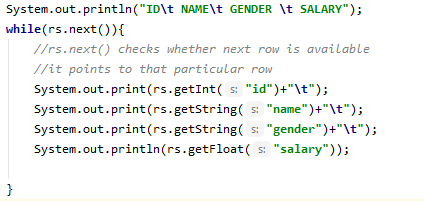 System.out.println("ID\t NAME\t GENDER \t SALARY");
while(rs.next()){
//rs.next() checks whether next row is available
//it points to that particular row
System.out.print(rs.getInt( s: "id")+"\t");
System.out.print(rs.getString( s: "name")+"\t");
System.out.print(rs.getString( s: "gender")+"\t");
System.out.println(rs.getFloat( s: "salary"));
}